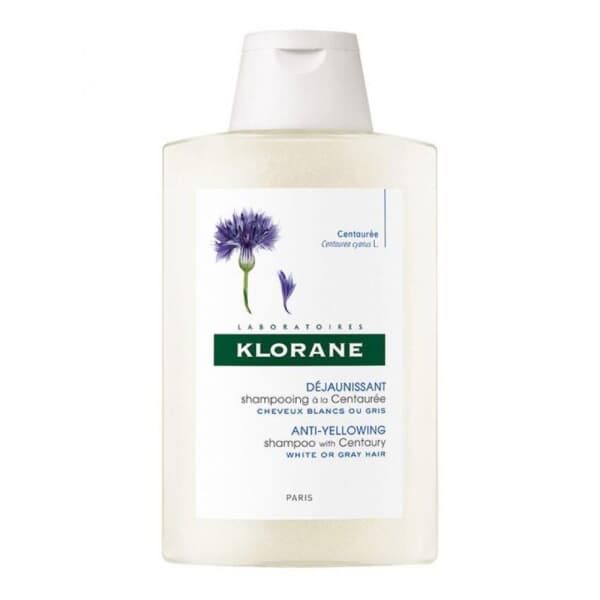 Centaurée
Centaurea cyanus L.
LABORATOIRES
KLORANE
DÉJAUNISSANT
shampooing à la Centaurée
CHEVEUX BLANCS OU GRIS
ANTI-YELLOWING
shampoo with Centaury
WHITE OR GRAY HAIR
PARIS